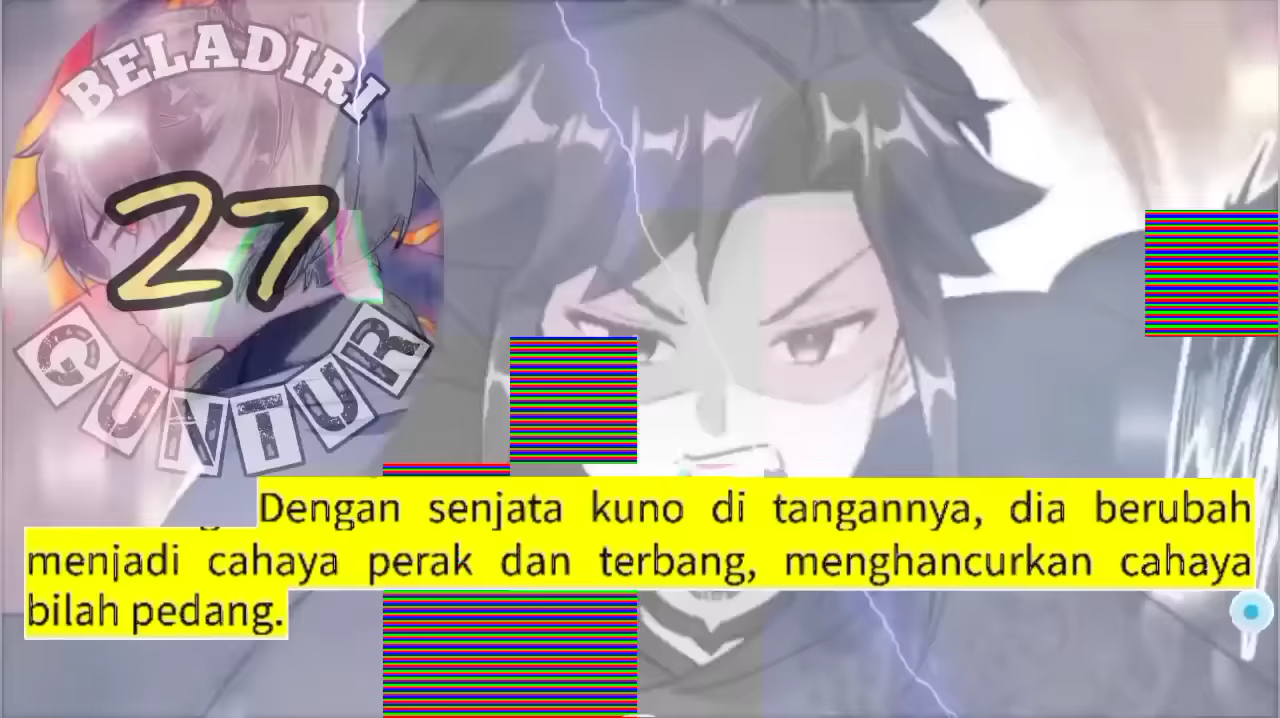 BELADIRI
27
GUNTUR
Dengan senjata kuno di tangannya, dia berubah
menjadi cahaya perak dan terbang, menghancurkan cahaya
bilah pedang.